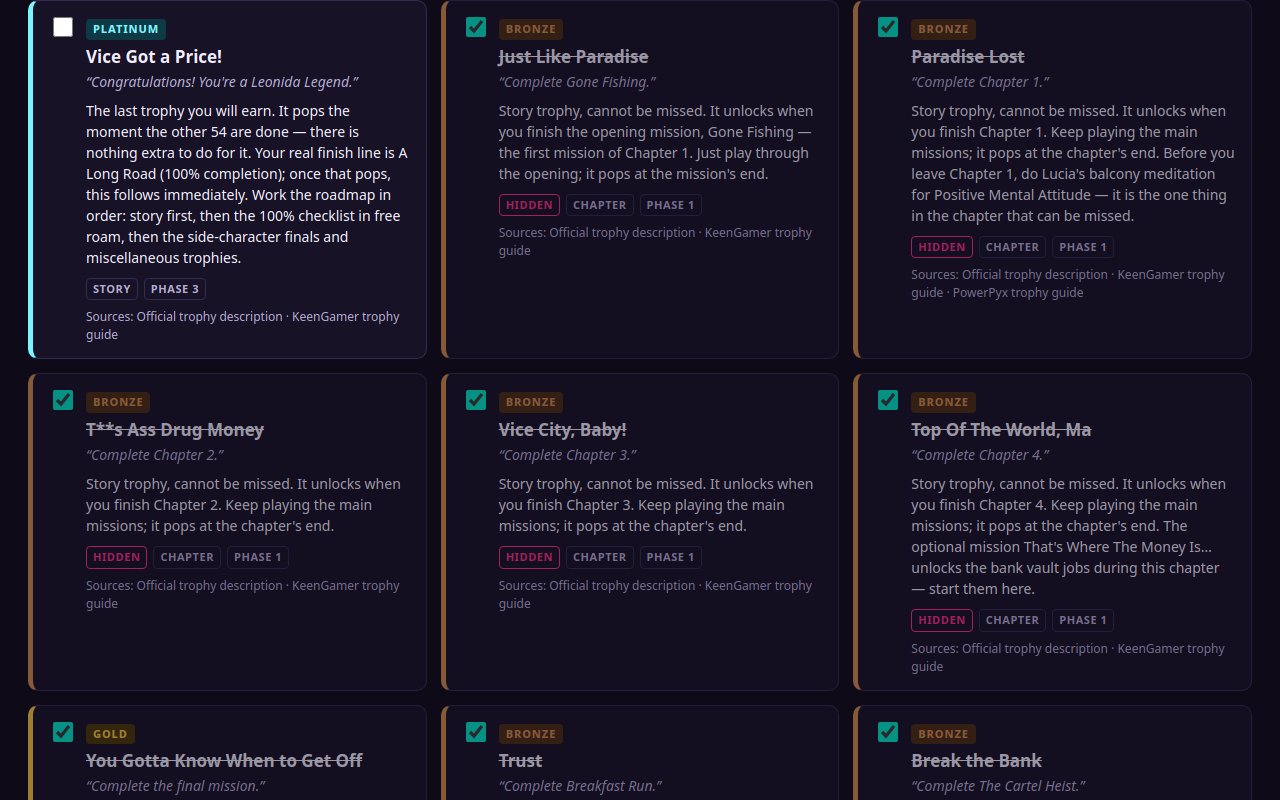 PLATINUM
Vice Got a Price!
“Congratulations! You're a Leonida Legend.”
The last trophy you will earn. It pops the
moment the other 54 are done — there is
nothing extra to do for it. Your real finish line is A
Long Road (100% completion); once that pops,
this follows immediately. Work the roadmap in
order: story first, then the 100% checklist in free
roam, then the side-character finals and
miscellaneous trophies.
STORY PHASE 3
Sources: Official trophy description · KeenGamer trophy
guide
BRONZE
Just Like Paradise
“Complete Gone Fishing.”
Story trophy, cannot be missed. It unlocks when
you finish the opening mission, Gone Fishing —
the first mission of Chapter 1. Just play through
the opening; it pops at the mission's end.
HIDDEN CHAPTER PHASE 1
Sources: Official trophy description · KeenGamer trophy
guide
BRONZE
Paradise Lost
“Complete Chapter 1.”
Story trophy, cannot be missed. It unlocks when
you finish Chapter 1. Keep playing the main
missions; it pops at the chapter's end. Before you
leave Chapter 1, do Lucia's balcony meditation
for Positive Mental Attitude — it is the one thing
in the chapter that can be missed.
HIDDEN CHAPTER PHASE 1
Sources: Official trophy description · KeenGamer trophy
guide · PowerPyx trophy guide
BRONZE
T**s Ass Drug Money
“Complete Chapter 2.”
Story trophy, cannot be missed. It unlocks when
you finish Chapter 2. Keep playing the main
missions; it pops at the chapter's end.
HIDDEN CHAPTER PHASE 1
Sources: Official trophy description · KeenGamer trophy
guide
BRONZE
Vice City, Baby!
“Complete Chapter 3.”
Story trophy, cannot be missed. It unlocks when
you finish Chapter 3. Keep playing the main
missions; it pops at the chapter's end.
HIDDEN CHAPTER PHASE 1
Sources: Official trophy description · KeenGamer trophy
guide
BRONZE
Top Of The World, Ma
“Complete Chapter 4.”
Story trophy, cannot be missed. It unlocks when
you finish Chapter 4. Keep playing the main
missions; it pops at the chapter's end. The
optional mission That's Where The Money Is...
unlocks the bank vault jobs during this chapter
— start them here.
HIDDEN CHAPTER PHASE 1
Sources: Official trophy description · KeenGamer trophy
guide
GOLD
You Gotta Know When to Get Off
“Complete the final mission.”
BRONZE
Trust
“Complete Breakfast Run.”
BRONZE
Break the Bank
“Complete The Cartel Heist.”